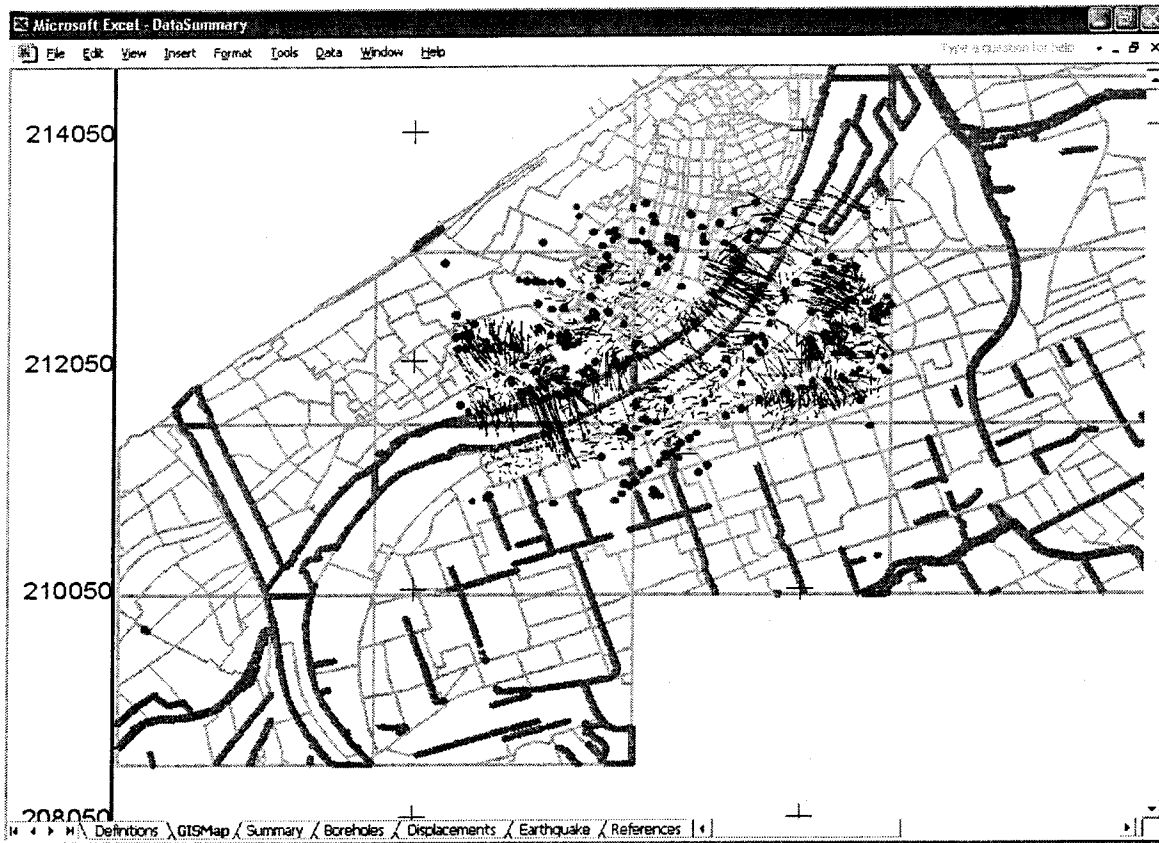 Microsoft Excel - DataSummary
File Edit View Insert Format Tools Data Window Help Type a question for help
214050
212050
210050
208050
Definitions GISMap Summary Boreholes Displacements Earthquake References